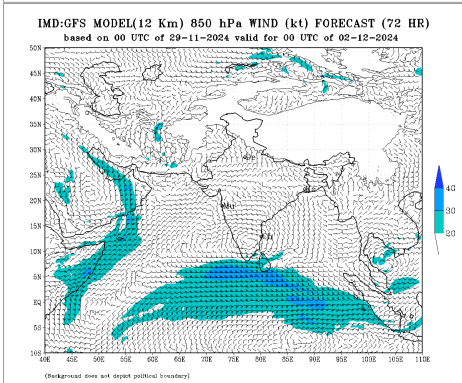 IMD:GFS MODEL(12 Km) 850 hPa WIND (kt) FORECAST (72 HR)
based on 00 UTC of 29-11-2024 valid for 00 UTC of 02-12-2024
50N
45N
40N
35N
30N
25N
20N
15N
10N
5N
EQ
5S
10S
40E 45E 50E 55E 60E 65E 70E 75E 80E 85E 90E 95E 100E 105E 110E
Mu
Ch
40
30
20
(Background does not depict political boundary)